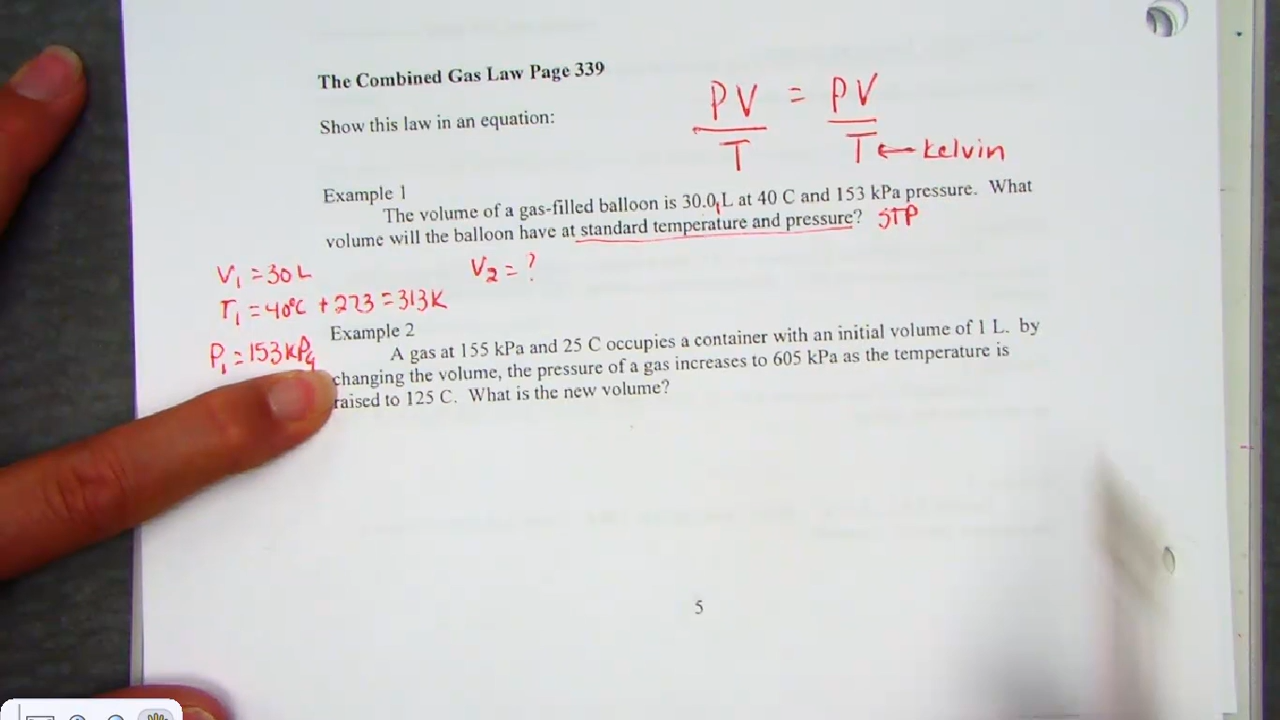 The Combined Gas Law Page 339
Show this law in an equation:
PV = PV
T T ← Kelvin
Example 1
The volume of a gas-filled balloon is 30.0 L at 40 C and 153 kPa pressure. What
volume will the balloon have at standard temperature and pressure? STP
V₁ = 30 L V₂ = ?
T₁ = 40°C + 273 = 313K
Example 2
P₁ = 153 kPa
A gas at 155 kPa and 25 C occupies a container with an initial volume of 1 L. by
changing the volume, the pressure of a gas increases to 605 kPa as the temperature is
raised to 125 C. What is the new volume?
5